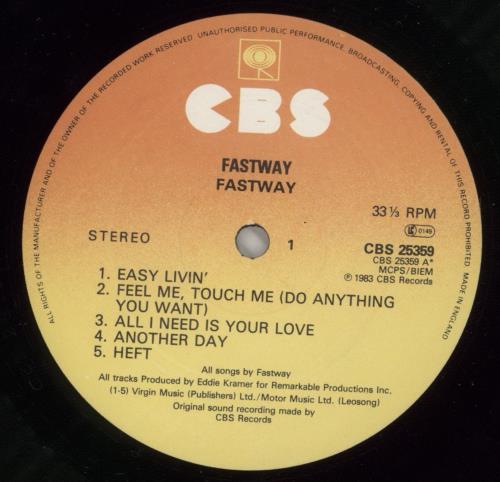 ALL RIGHTS OF THE MANUFACTURER AND OF THE OWNER OF THE RECORDED WORK RESERVED UNAUTHORISED PUBLIC PERFORMANCE, BROADCASTING, COPYING AND RENTAL OF THIS RECORD PROHIBITED MADE IN ENGLAND
CBS
FASTWAY
FASTWAY
33⅓ RPM
LC 0149
STEREO
1
CBS 25359
CBS 25359 A*
MCPS/BIEM
℗ 1983 CBS Records
1. EASY LIVIN'
2. FEEL ME, TOUCH ME (DO ANYTHING
YOU WANT)
3. ALL I NEED IS YOUR LOVE
4. ANOTHER DAY
5. HEFT
All songs by Fastway
All tracks Produced by Eddie Kramer for Remarkable Productions Inc.
(1-5) Virgin Music (Publishers) Ltd./Motor Music Ltd. (Leosong)
Original sound recording made by
CBS Records